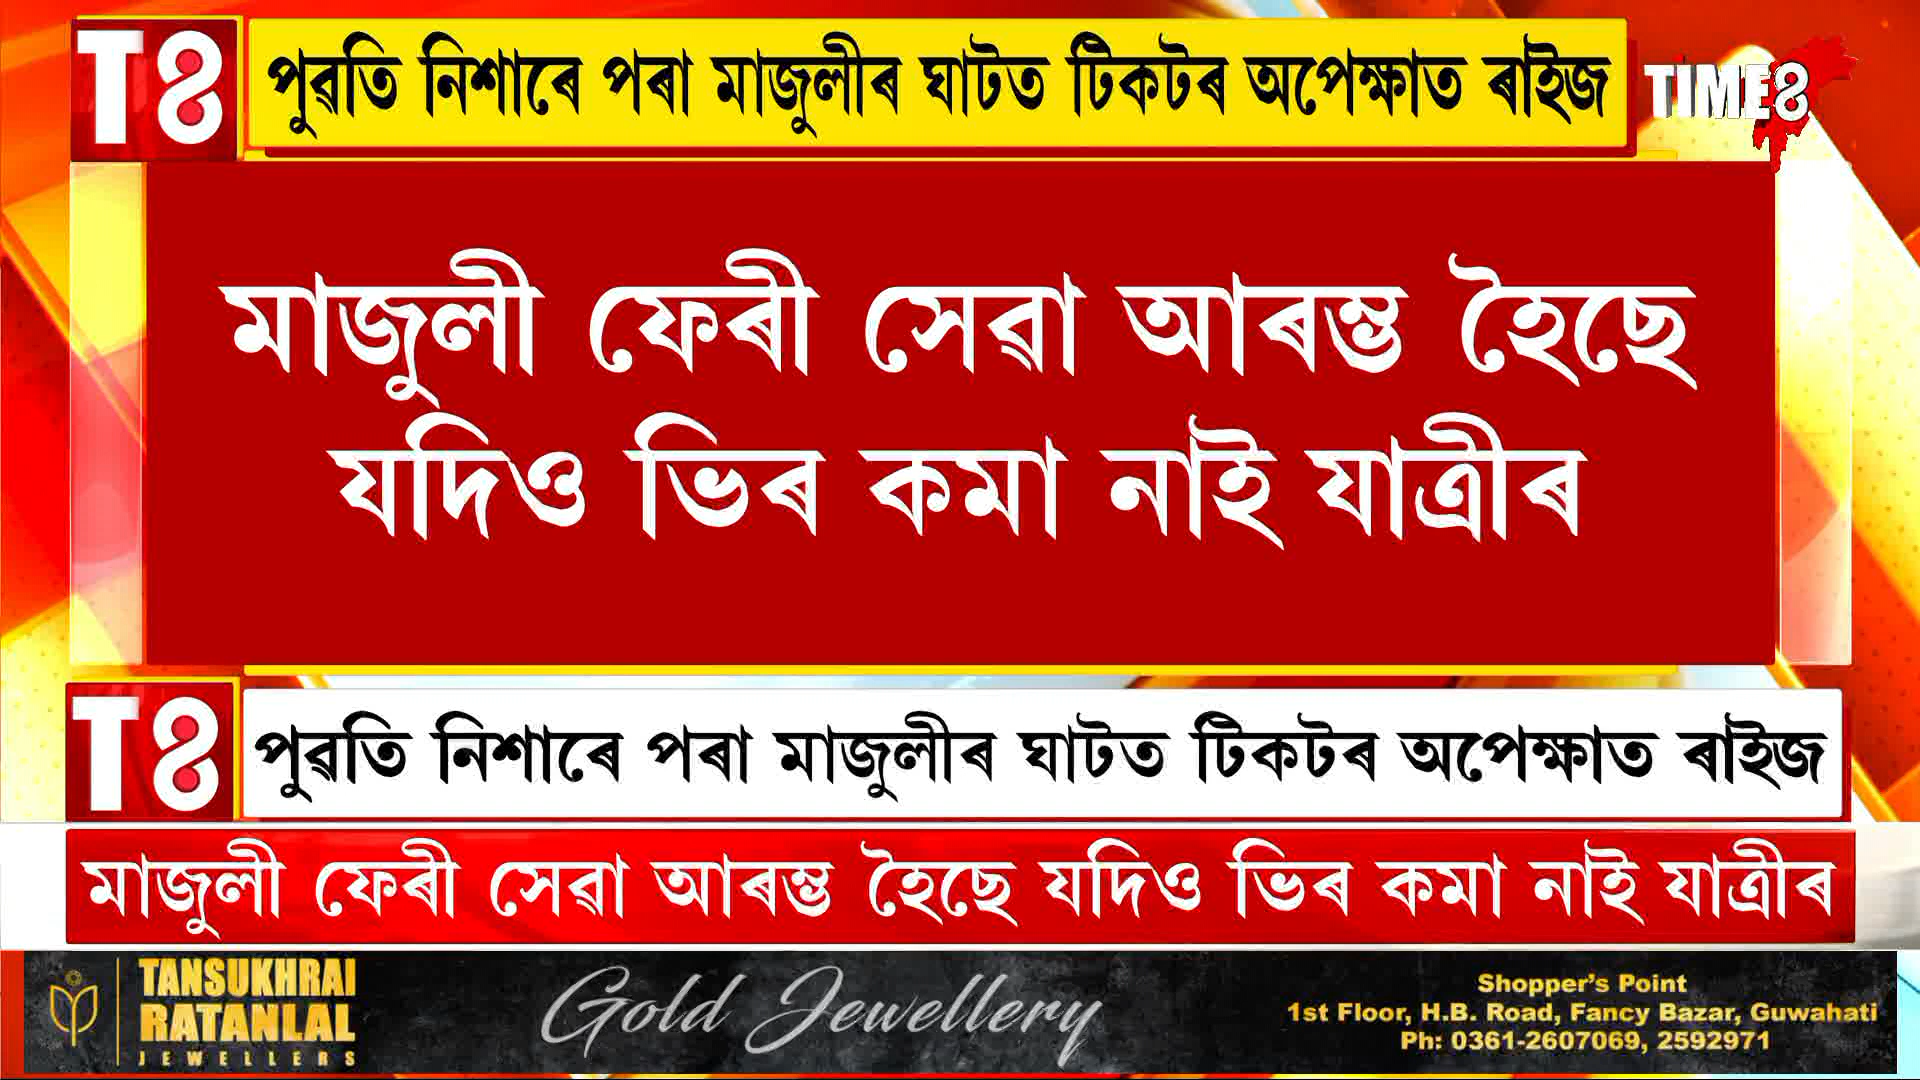 T8 পুৱতি নিশাৰে পৰা মাজুলীৰ ঘাটত টিকটৰ অপেক্ষাত ৰাইজ TIME8
মাজুলী ফেৰী সেৱা আৰম্ভ হৈছে
যদিও ভিৰ কমা নাই যাত্ৰীৰ
T8 পুৱতি নিশাৰে পৰা মাজুলীৰ ঘাটত টিকটৰ অপেক্ষাত ৰাইজ
মাজুলী ফেৰী সেৱা আৰম্ভ হৈছে যদিও ভিৰ কমা নাই যাত্ৰীৰ
TANSUKHRAI
RATANLAL
JEWELLERS
Gold Jewellery
Shopper's Point
1st Floor, H.B. Road, Fancy Bazar, Guwahati
Ph: 0361-2607069, 2592971